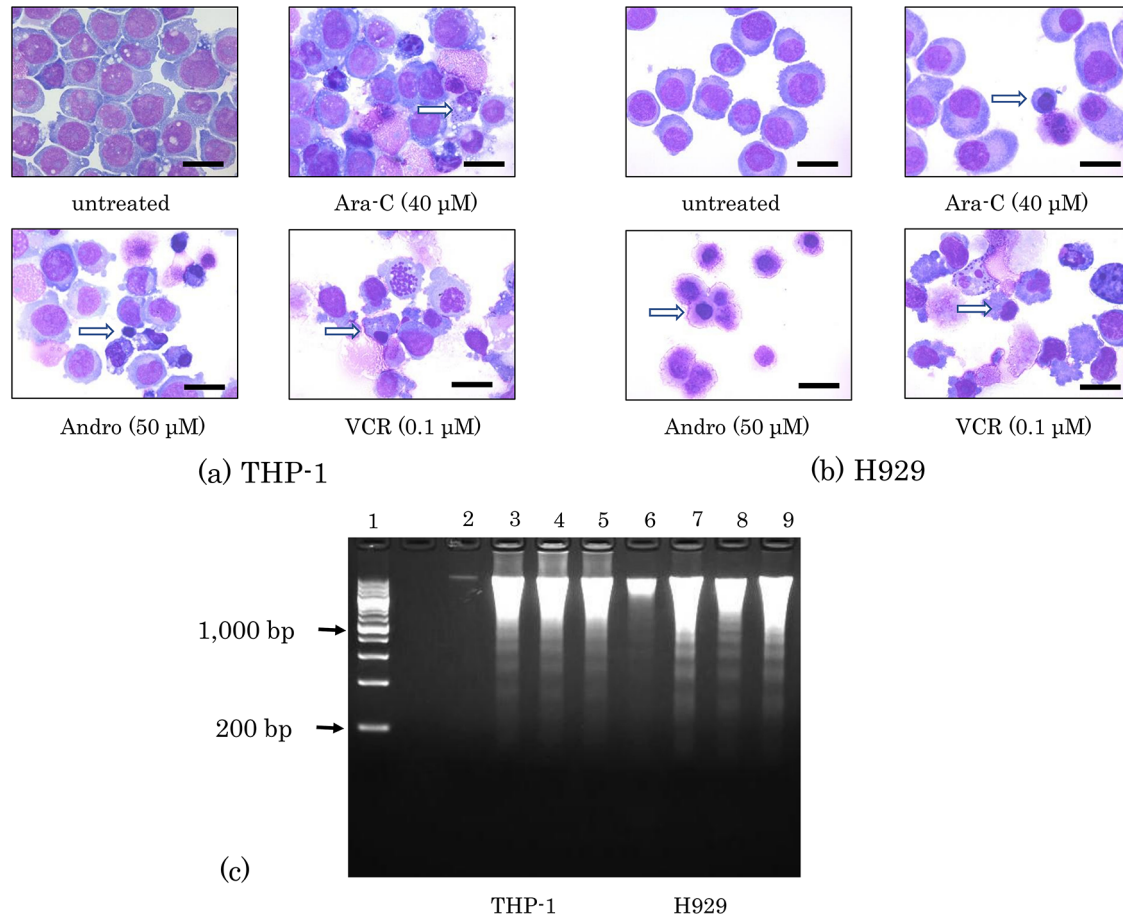 untreated
Ara-C (40 µM)
untreated
Ara-C (40 µM)
Andro (50 µM)
VCR (0.1 µM)
Andro (50 µM)
VCR (0.1 µM)
(a) THP-1
(b) H929
1 2 3 4 5 6 7 8 9
1,000 bp
200 bp
(c)
THP-1
H929